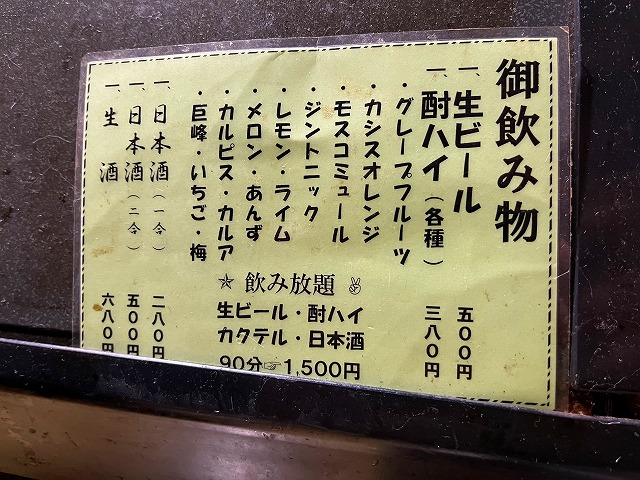 御飲み物
一、生ビール 五〇〇円
一、酎ハイ（各種） 三八〇円
・グレープフルーツ
・カシスオレンジ
・モスコミュール
・ジントニック
・レモン・ライム
・メロン・あんず
・カルピス・カルア
・巨峰・いちご・梅
☆ 飲み放題 ✌
生ビール・酎ハイ
カクテル・日本酒
90分☞1,500円
一、日本酒（一合） 二八〇円
一、日本酒（二合） 五〇〇円
一、生酒 六八〇円